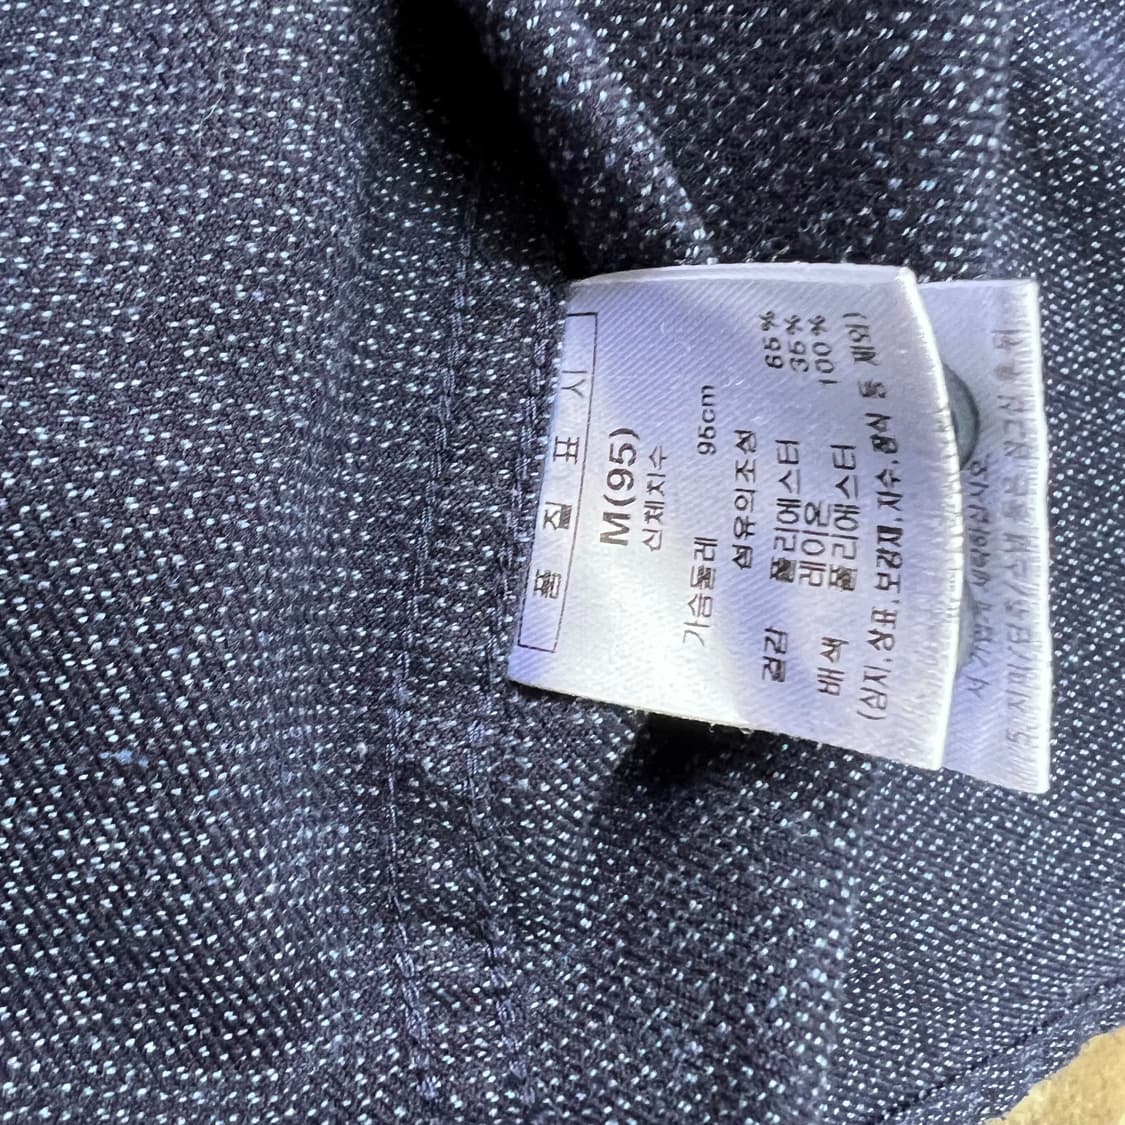 품 질 표 시
M(95)
신체치수
가슴둘레 95cm
섬유의조성
겉감 폴리에스터 65%
레이온 35%
배색 폴리에스터 100%
(심지,상표,보강재,자수,장식 등 제외)